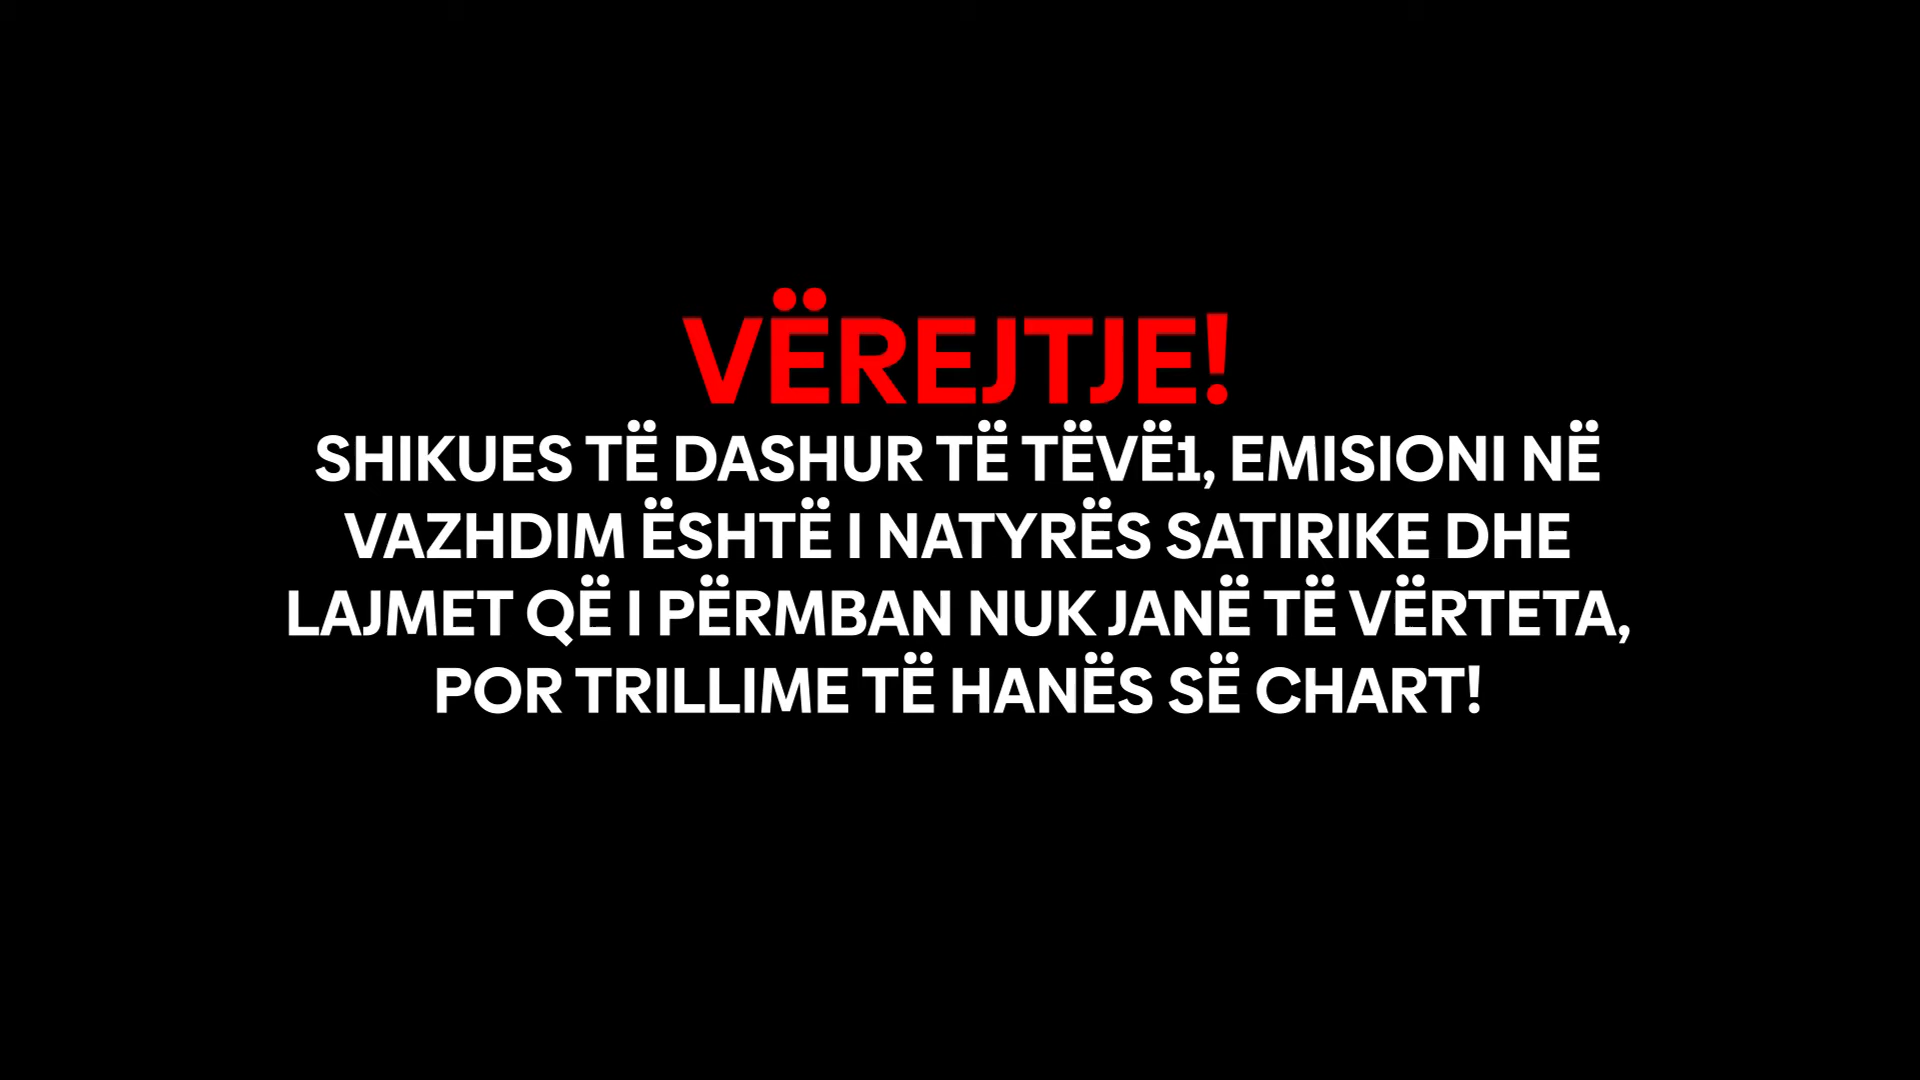 VËREJTJE!
SHIKUES TË DASHUR TË TËVË1, EMISIONI NË
VAZHDIM ËSHTË I NATYRËS SATIRIKE DHE
LAJMET QË I PËRMBAN NUK JANË TË VËRTETA,
POR TRILLIME TË HANËS SË CHART!